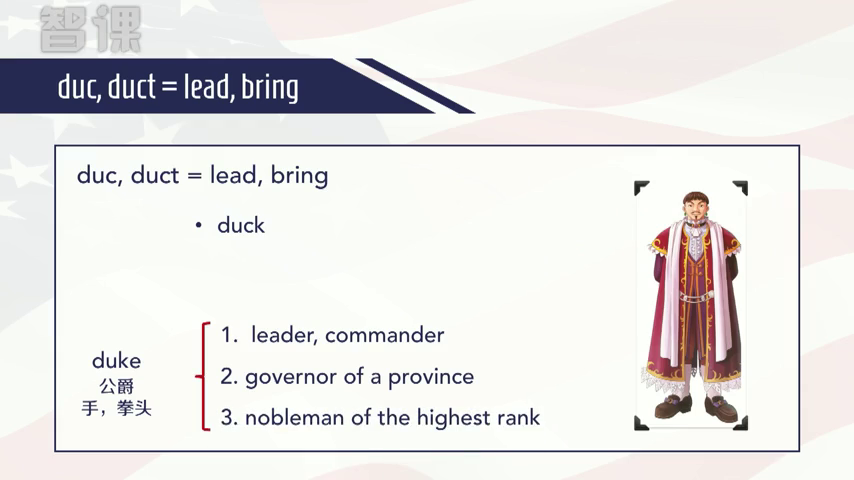 智课
duc, duct = lead, bring
duc, duct = lead, bring
• duck
1. leader, commander
duke
公爵
2. governor of a province
手，拳头
3. nobleman of the highest rank